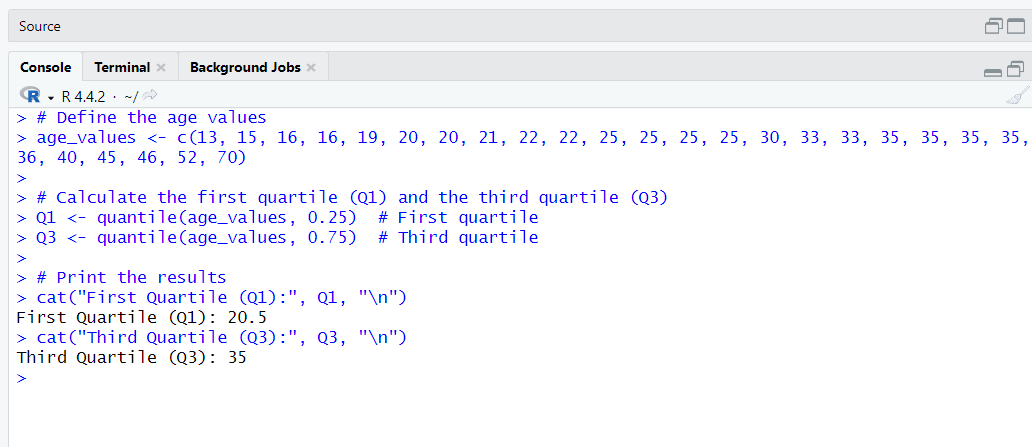 Source
Console Terminal Background Jobs
R R 4.4.2 · ~/
> # Define the age values
> age_values <- c(13, 15, 16, 16, 19, 20, 20, 21, 22, 22, 25, 25, 25, 25, 30, 33, 33, 35, 35, 35, 35,
36, 40, 45, 46, 52, 70)
>
> # Calculate the first quartile (Q1) and the third quartile (Q3)
> Q1 <- quantile(age_values, 0.25)  # First quartile
> Q3 <- quantile(age_values, 0.75)  # Third quartile
>
> # Print the results
> cat("First Quartile (Q1):", Q1, "\n")
First Quartile (Q1): 20.5
> cat("Third Quartile (Q3):", Q3, "\n")
Third Quartile (Q3): 35
>